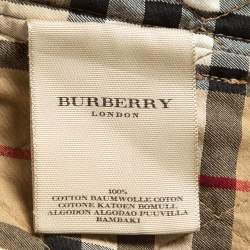 BURBERRY
LONDON
100%
COTTON BAUMWOLLE COTON
COTONE KATOEN BOMULL
ALGODON ALGODAO PUUVILLA
BAMBAKI